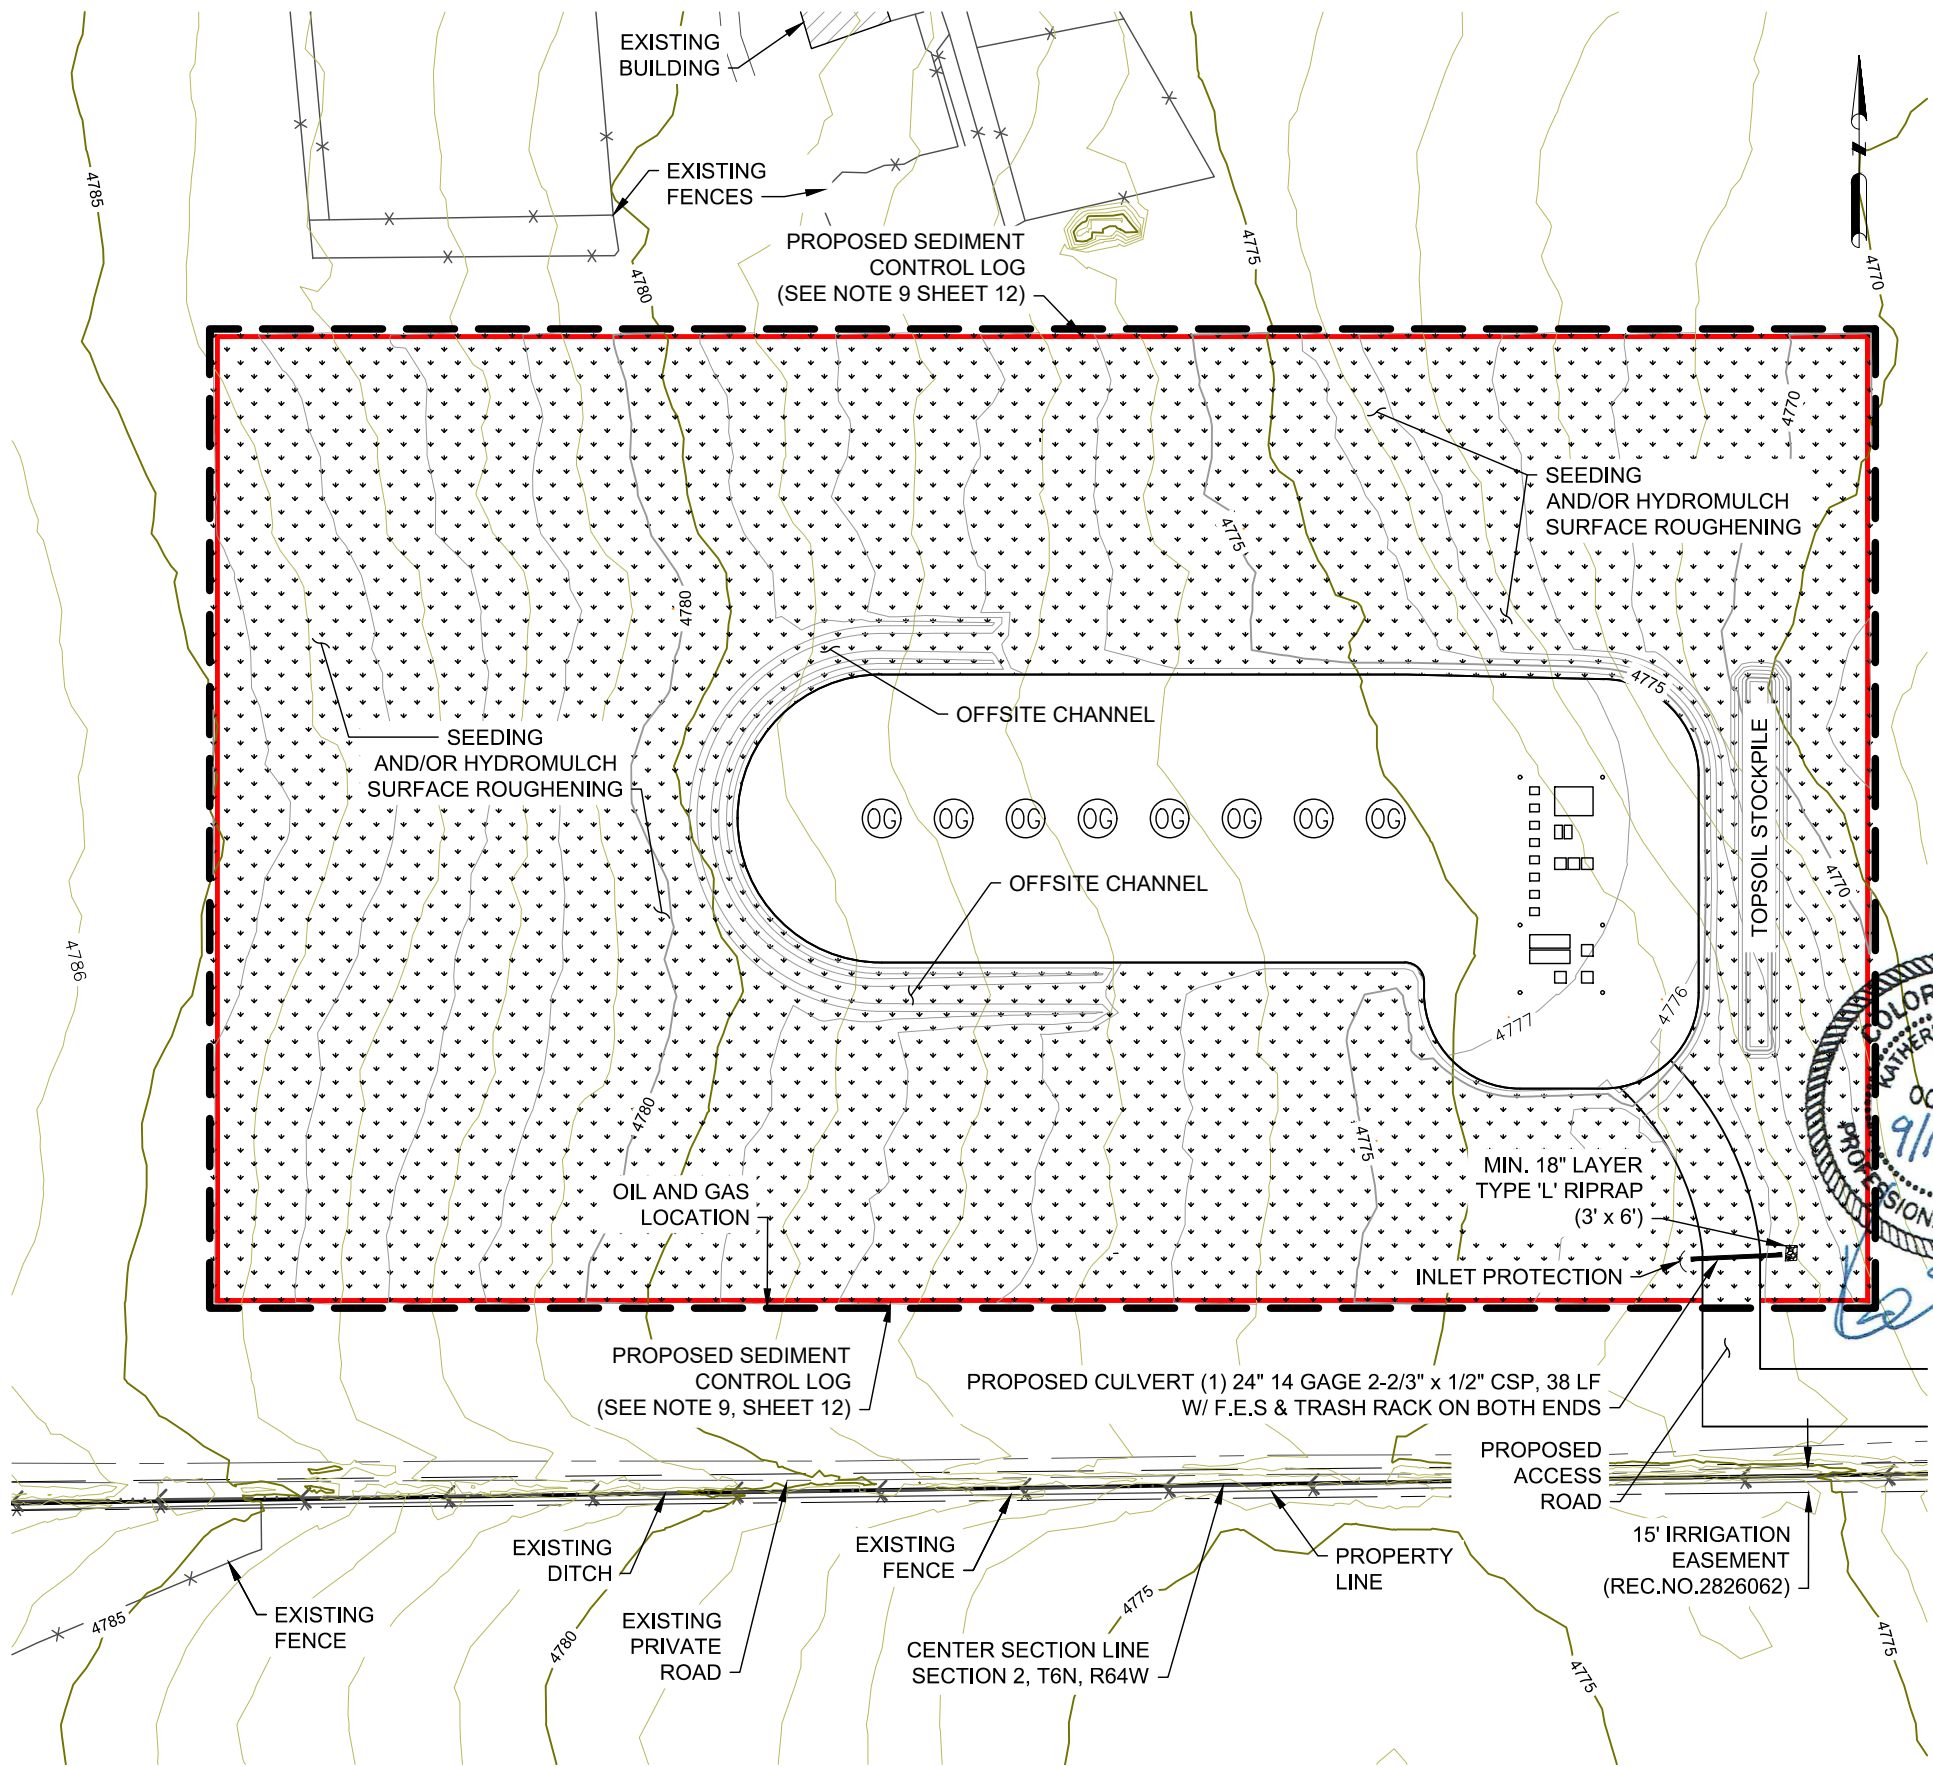 EXISTING
BUILDING
EXISTING
FENCES
4785
4780
4775
4770
PROPOSED SEDIMENT
CONTROL LOG
(SEE NOTE 9 SHEET 12)
4770
SEEDING
AND/OR HYDROMULCH
SURFACE ROUGHENING
4775
4780
4775
OFFSITE CHANNEL
SEEDING
AND/OR HYDROMULCH
SURFACE ROUGHENING
TOPSOIL STOCKPILE
OG OG OG OG OG OG OG OG
OFFSITE CHANNEL
4770
4786
4776
4777
4780
4775
OIL AND GAS
LOCATION
MIN. 18" LAYER
TYPE 'L' RIPRAP
(3' x 6')
INLET PROTECTION
PROPOSED SEDIMENT
CONTROL LOG
(SEE NOTE 9, SHEET 12)
PROPOSED CULVERT (1) 24" 14 GAGE 2-2/3" x 1/2" CSP, 38 LF
W/ F.E.S & TRASH RACK ON BOTH ENDS
PROPOSED
ACCESS
ROAD
15' IRRIGATION
EASEMENT
(REC.NO.2826062)
EXISTING
DITCH
EXISTING
FENCE
PROPERTY
LINE
EXISTING
FENCE
4785
4780
EXISTING
PRIVATE
ROAD
CENTER SECTION LINE
SECTION 2, T6N, R64W
4775
4775
4775